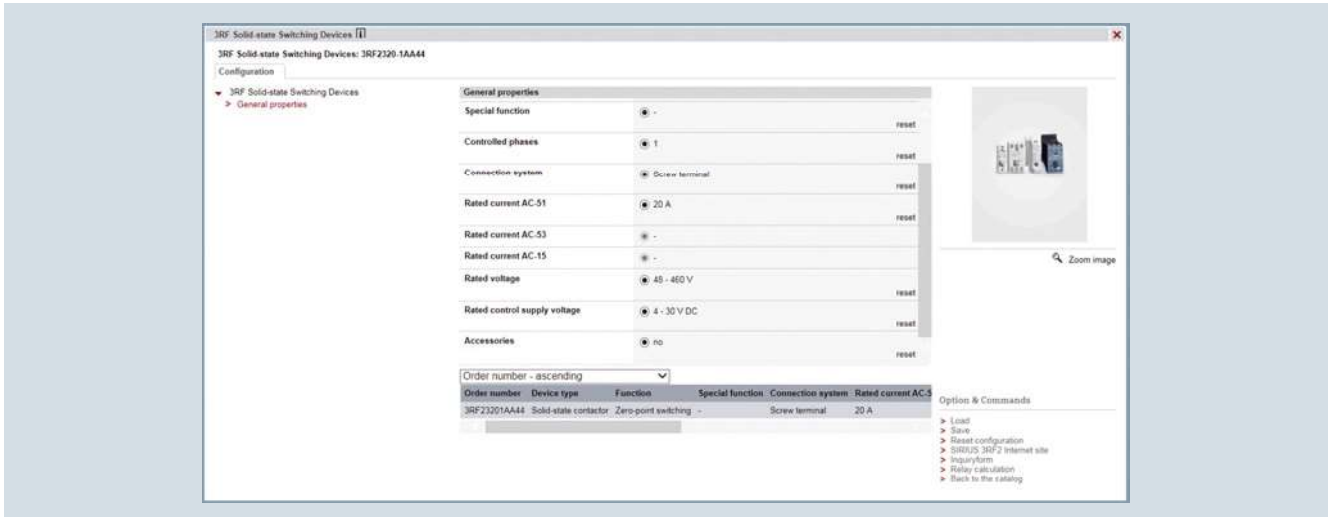 3RF Solid-state Switching Devices i
3RF Solid-state Switching Devices: 3RF2320-1AA44
Configuration
3RF Solid-state Switching Devices
> General properties
General properties
Special function -
reset
Controlled phases 1
reset
Connection system Screw terminal
reset
Rated current AC-51 20 A
reset
Rated current AC-53 -
Rated current AC-15 -
Rated voltage 48 - 460 V
reset
Rated control supply voltage 4 - 30 V DC
reset
Accessories no
reset
Zoom image
Order number - ascending
Order number Device type Function Special function Connection system Rated current AC-5
3RF23201AA44 Solid-state contactor Zero-point switching - Screw terminal 20 A
Option & Commands
> Load
> Save
> Reset configuration
> SIRIUS 3RF2 Internet site
> Inquiryform
> Relay calculation
> Back to the catalog